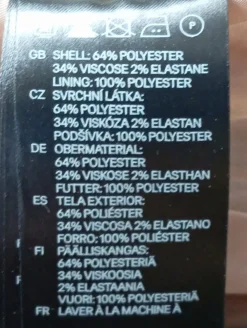 GB SHELL: 64% POLYESTER
34% VISCOSE 2% ELASTANE
LINING: 100% POLYESTER
CZ SVRCHNÍ LÁTKA:
64% POLYESTER
34% VISKÓZA 2% ELASTAN
PODŠÍVKA: 100% POLYESTER
DE OBERMATERIAL:
64% POLYESTER
34% VISKOSE 2% ELASTHAN
FUTTER: 100% POLYESTER
ES TELA EXTERIOR:
64% POLIÉSTER
34% VISCOSA 2% ELASTANO
FORRO: 100% POLIÉSTER
FI PÄÄLLISKANGAS:
64% POLYESTERIÄ
34% VISKOOSIA
2% ELASTAANIA
VUORI: 100% POLYESTERIÄ
FR LAVER À LA MACHINE À